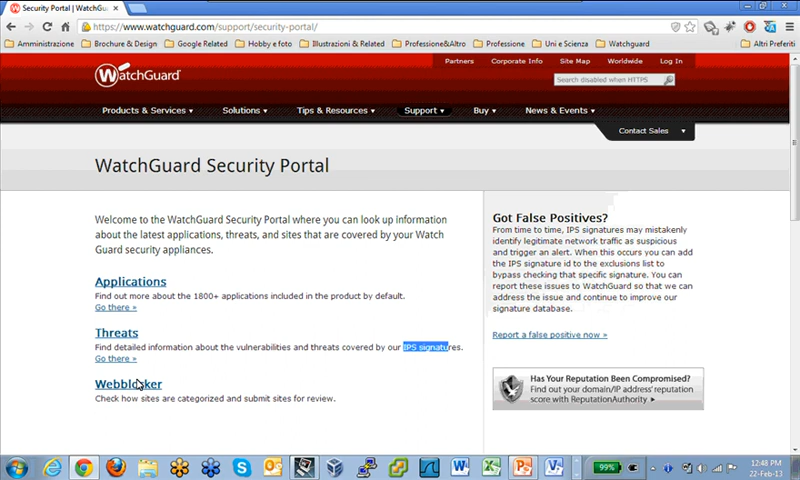 Security Portal | WatchGu
https://www.watchguard.com/support/security-portal/
Amministrazione
Brochure & Design
Google Related
Hobby e foto
Illustrazioni & Related
Professione&Altro
Professione
Uni e Scienza
Watchguard
Altri Preferiti
Partners
Corporate Info
Site Map
Worldwide
Log In
WatchGuard
Search disabled when HTTPS
Products & Services
Solutions
Tips & Resources
Support
Buy
News & Events
Contact Sales
WatchGuard Security Portal
Welcome to the WatchGuard Security Portal where you can look up information
about the latest applications, threats, and sites that are covered by your Watch
Guard security appliances.
Applications
Find out more about the 1800+ applications included in the product by default.
Go there »
Threats
Find detailed information about the vulnerabilities and threats covered by our IPS signatures.
Go there »
Webblocker
Check how sites are categorized and submit sites for review.
Got False Positives?
From time to time, IPS signatures may mistakenly
identify legitimate network traffic as suspicious
and trigger an alert. When this occurs you can add
the IPS signature id to the exclusions list to
bypass checking that specific signature. You can
report these issues to WatchGuard so that we can
address the issue and continue to improve our
signature database.
Report a false positive now »
Has Your Reputation Been Compromised?
Find out your domain/IP address' reputation
score with ReputationAuthority
99%
12:48 PM
22-Feb-13